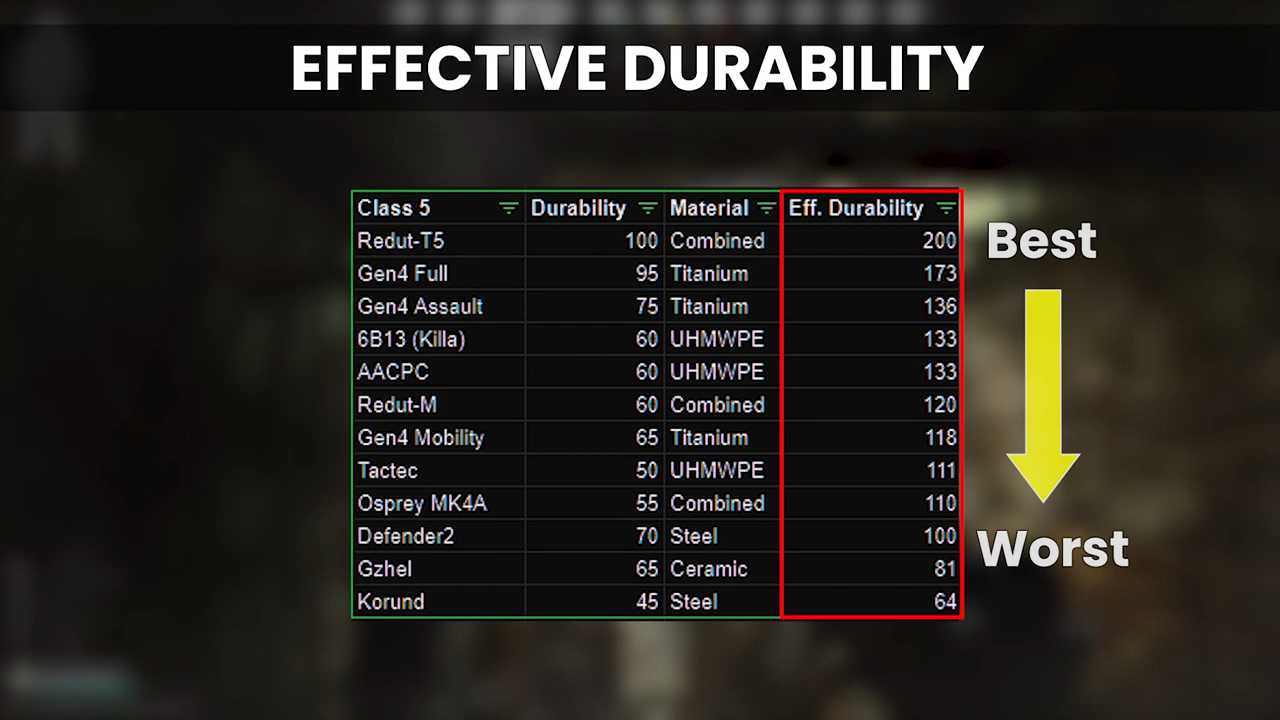 EFFECTIVE DURABILITY
Class 5 Durability Material Eff. Durability
Redut-T5 100 Combined 200
Gen4 Full 95 Titanium 173
Gen4 Assault 75 Titanium 136
6B13 (Killa) 60 UHMWPE 133
AACPC 60 UHMWPE 133
Redut-M 60 Combined 120
Gen4 Mobility 65 Titanium 118
Tactec 50 UHMWPE 111
Osprey MK4A 55 Combined 110
Defender2 70 Steel 100
Gzhel 65 Ceramic 81
Korund 45 Steel 64
Best
Worst